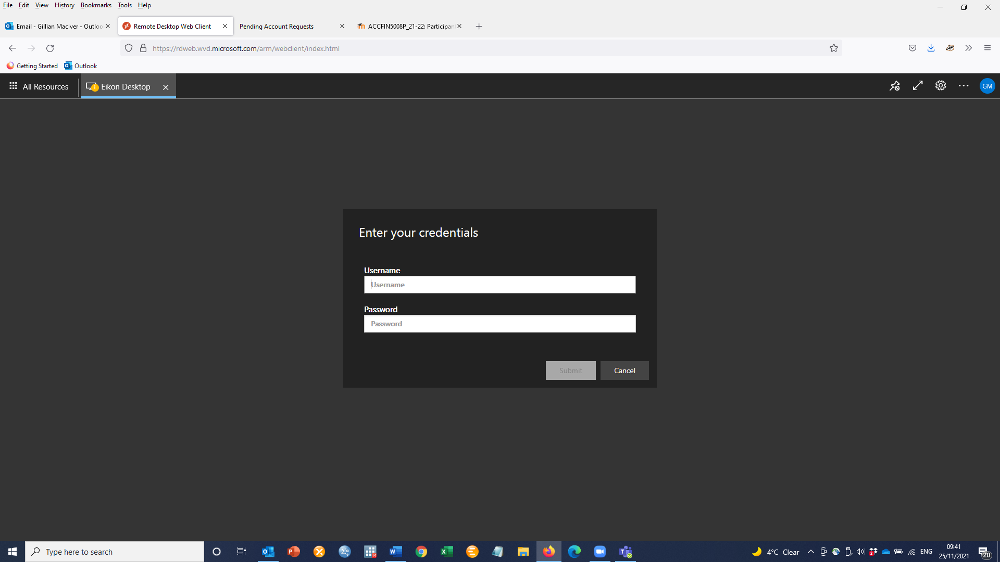 File Edit View History Bookmarks Tools Help
Email - Gillian MacIver - Outloo
Remote Desktop Web Client
Pending Account Requests
ACCFIN5008P_21-22: Participan
https://rdweb.wvd.microsoft.com/arm/webclient/index.html
Getting Started Outlook
All Resources Eikon Desktop GM
Enter your credentials
Username
Username
Password
Password
Submit Cancel
Type here to search
4°C Clear
ENG
09:41
25/11/2021
20